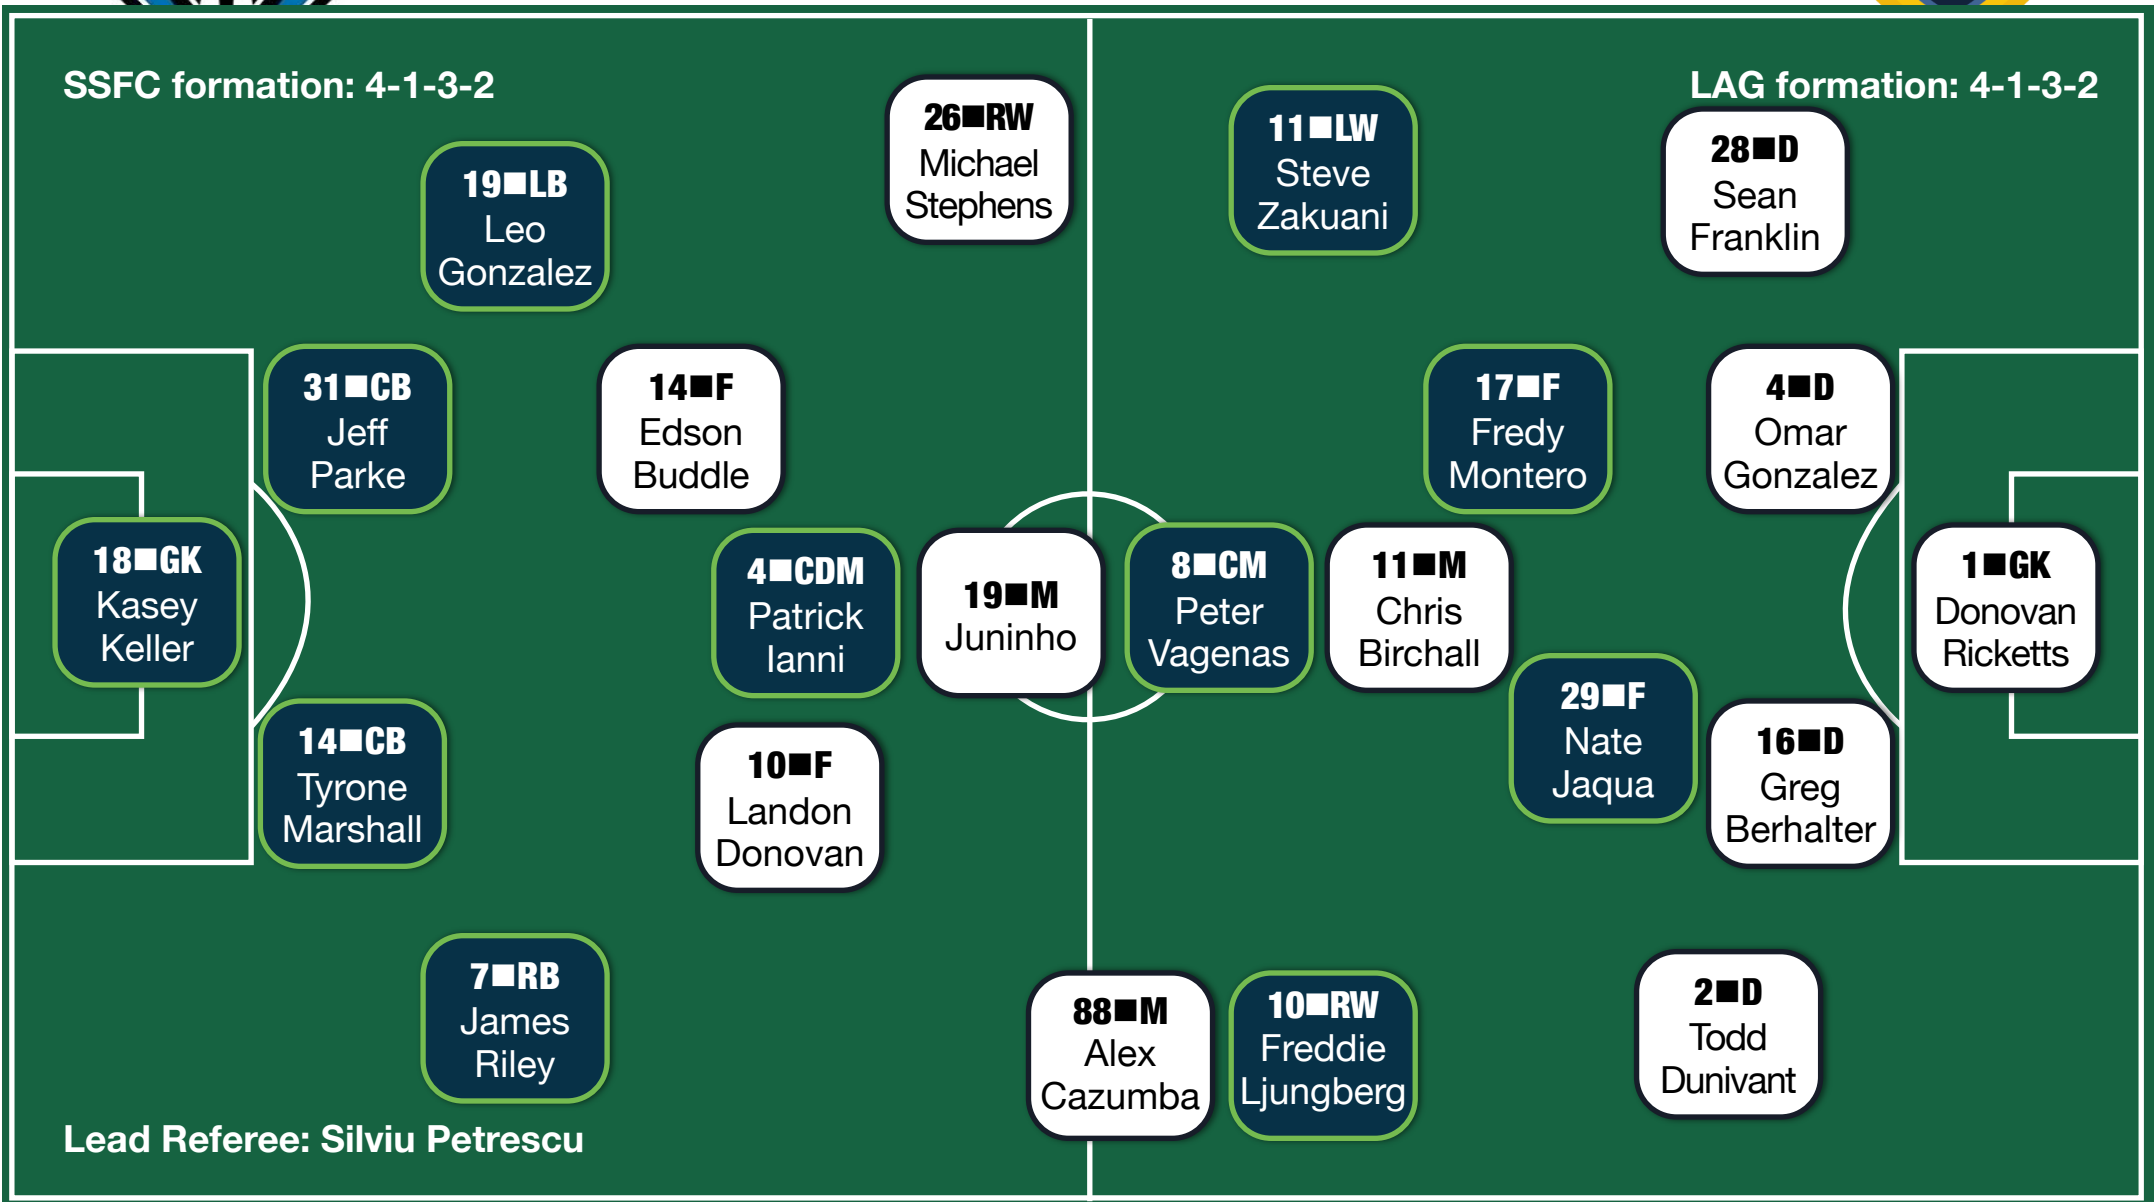 SSFC formation: 4-1-3-2
LAG formation: 4-1-3-2
26■RW
Michael
Stephens
11■LW
Steve
Zakuani
28■D
Sean
Franklin
19■LB
Leo
Gonzalez
31■CB
Jeff
Parke
14■F
Edson
Buddle
17■F
Fredy
Montero
4■D
Omar
Gonzalez
18■GK
Kasey
Keller
4■CDM
Patrick
Ianni
19■M
Juninho
8■CM
Peter
Vagenas
11■M
Chris
Birchall
1■GK
Donovan
Ricketts
14■CB
Tyrone
Marshall
10■F
Landon
Donovan
29■F
Nate
Jaqua
16■D
Greg
Berhalter
7■RB
James
Riley
88■M
Alex
Cazumba
10■RW
Freddie
Ljungberg
2■D
Todd
Dunivant
Lead Referee: Silviu Petrescu